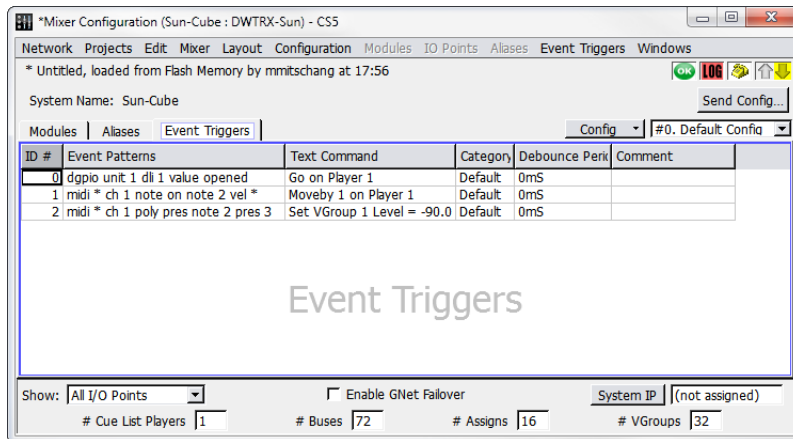 *Mixer Configuration (Sun-Cube : DWTRX-Sun) - CS5
Network Projects Edit Mixer Layout Configuration Modules IO Points Aliases Event Triggers Windows
* Untitled, loaded from Flash Memory by mmitschang at 17:56 OK LOG
System Name: Sun-Cube Send Config...
Modules Aliases Event Triggers Config #0. Default Config
ID # Event Patterns Text Command Category Debounce Peri Comment
0 dgpio unit 1 dli 1 value opened Go on Player 1 Default 0mS
1 midi * ch 1 note on note 2 vel * Moveby 1 on Player 1 Default 0mS
2 midi * ch 1 poly pres note 2 pres 3 Set VGroup 1 Level = -90.0 Default 0mS
Event Triggers
Show: All I/O Points Enable GNet Failover System IP (not assigned)
# Cue List Players 1 # Buses 72 # Assigns 16 # VGroups 32